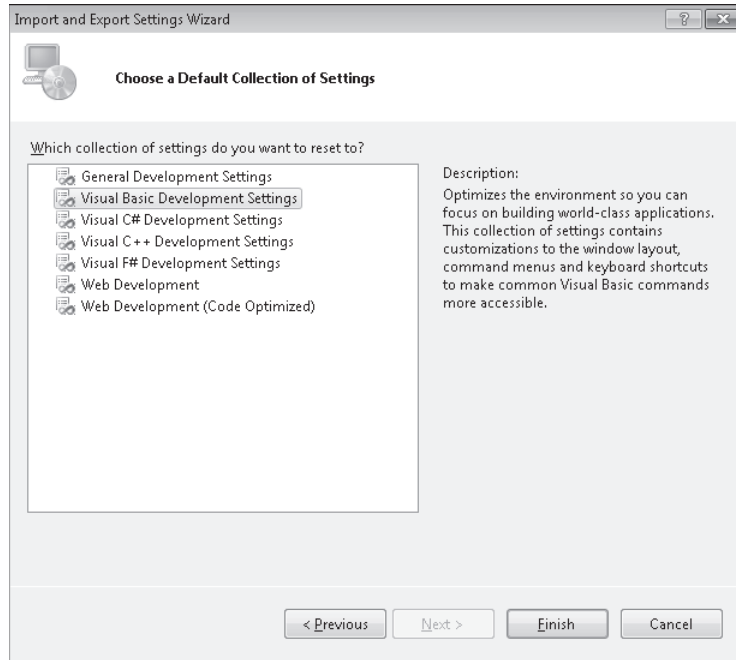 Import and Export Settings Wizard
Choose a Default Collection of Settings
Which collection of settings do you want to reset to?
General Development Settings
Visual Basic Development Settings
Visual C# Development Settings
Visual C++ Development Settings
Visual F# Development Settings
Web Development
Web Development (Code Optimized)
Description:
Optimizes the environment so you can
focus on building world-class applications.
This collection of settings contains
customizations to the window layout,
command menus and keyboard shortcuts
to make common Visual Basic commands
more accessible.
< Previous Next > Finish Cancel